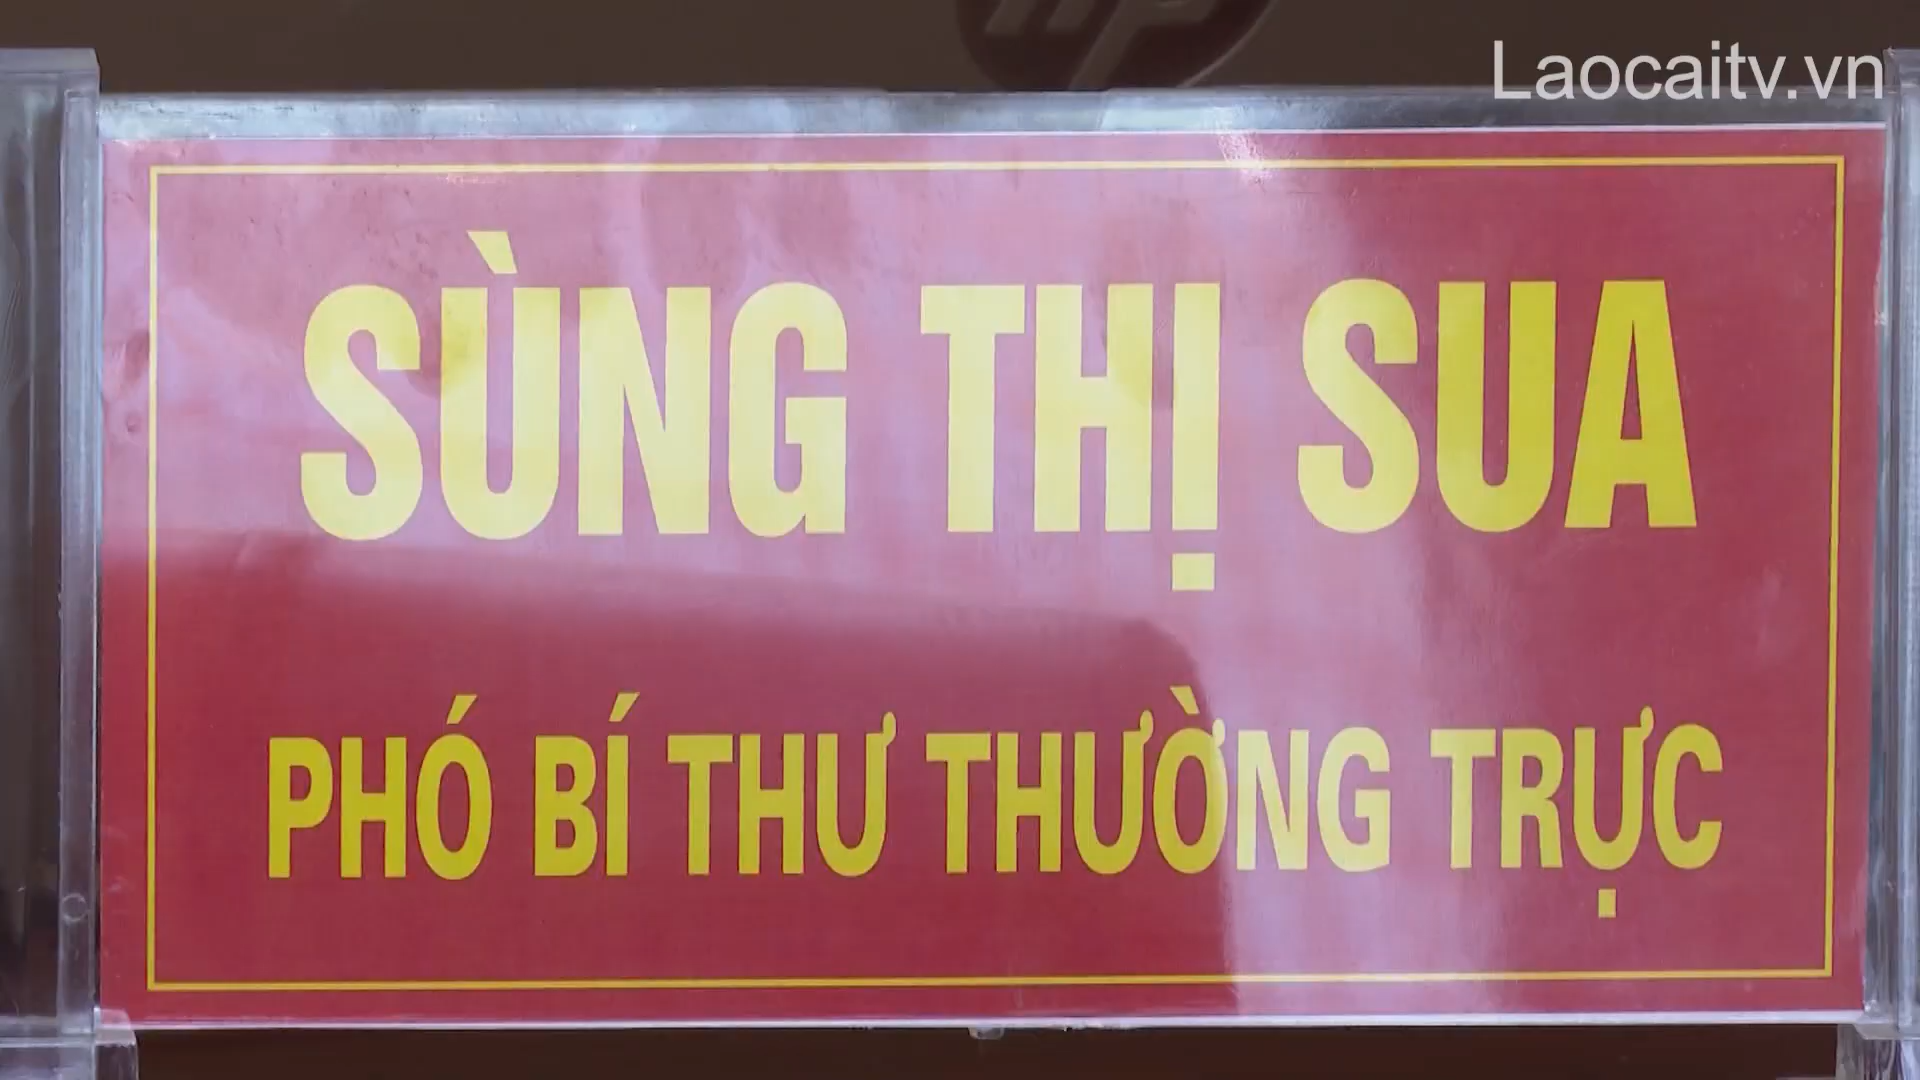 Laocaitv.vn
SÙNG THỊ SUA
PHÓ BÍ THƯ THƯỜNG TRỰC